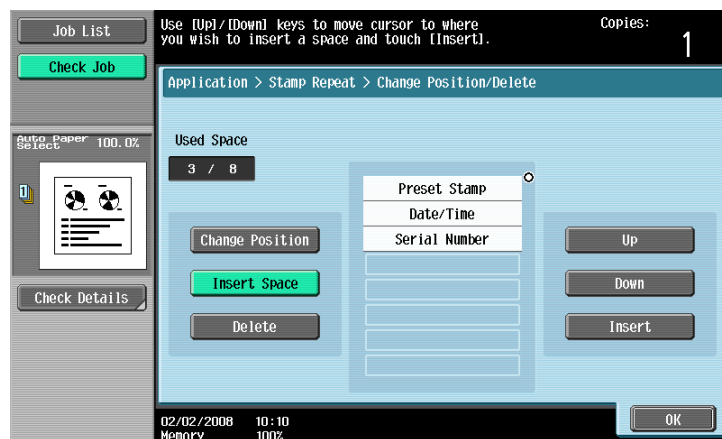 Job List
Check Job
Use [Up]/[Down] keys to move cursor to where
you wish to insert a space and touch [Insert].
Copies:
1
Application > Stamp Repeat > Change Position/Delete
Auto Paper
Select
100.0%
1
Check Details
Used Space
3 / 8
Change Position
Insert Space
Delete
Preset Stamp
Date/Time
Serial Number
Up
Down
Insert
02/02/2008 10:10
Memory 100%
OK